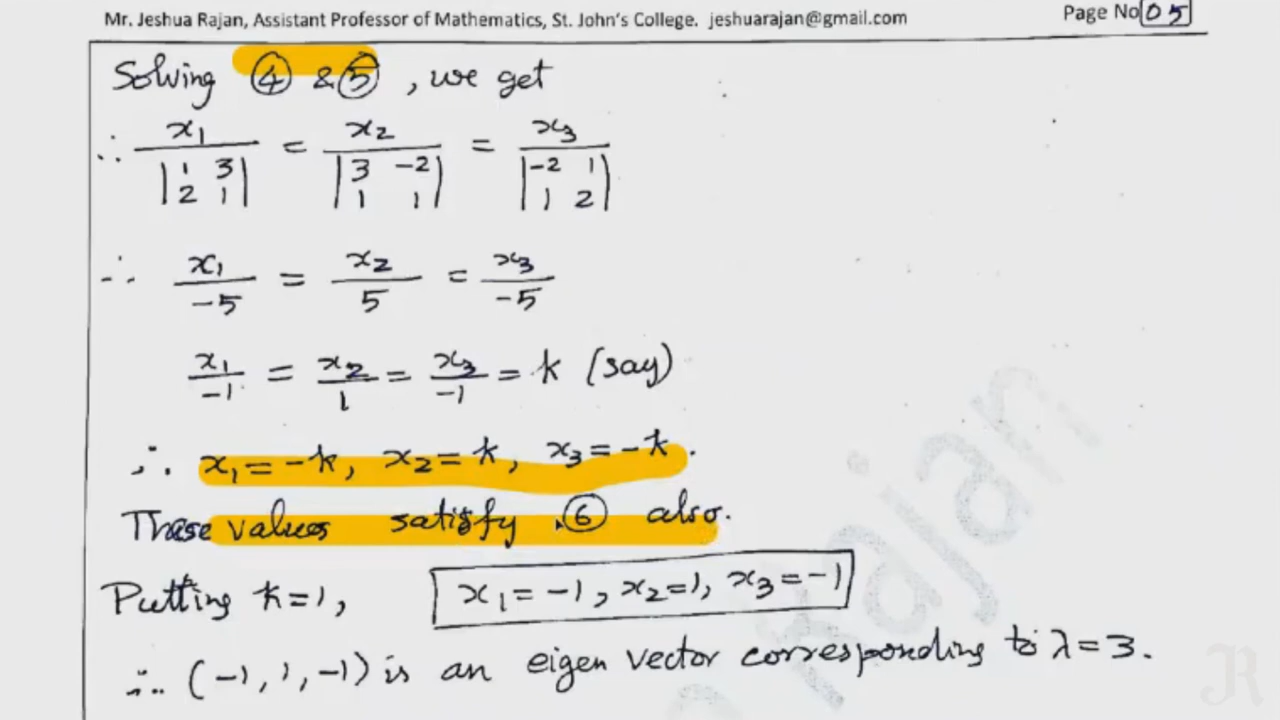 Mr. Jeshua Rajan, Assistant Professor of Mathematics, St. John's College. jeshuarajan@gmail.com Page No 05
Solving ④ & ⑤, we get
∴ x₁ / |1 3; 2 1| = x₂ / |3 -2; 1 1| = x₃ / |-2 1; 1 2|
∴ x₁/-5 = x₂/5 = x₃/-5
x₁/-1 = x₂/1 = x₃/-1 = k (say)
∴ x₁ = -k, x₂ = k, x₃ = -k.
These values satisfy ⑥ also.
Putting k=1, x₁ = -1, x₂=1, x₃=-1
∴ (-1, 1, -1) is an eigen vector corresponding to λ=3.
Rajan
JR